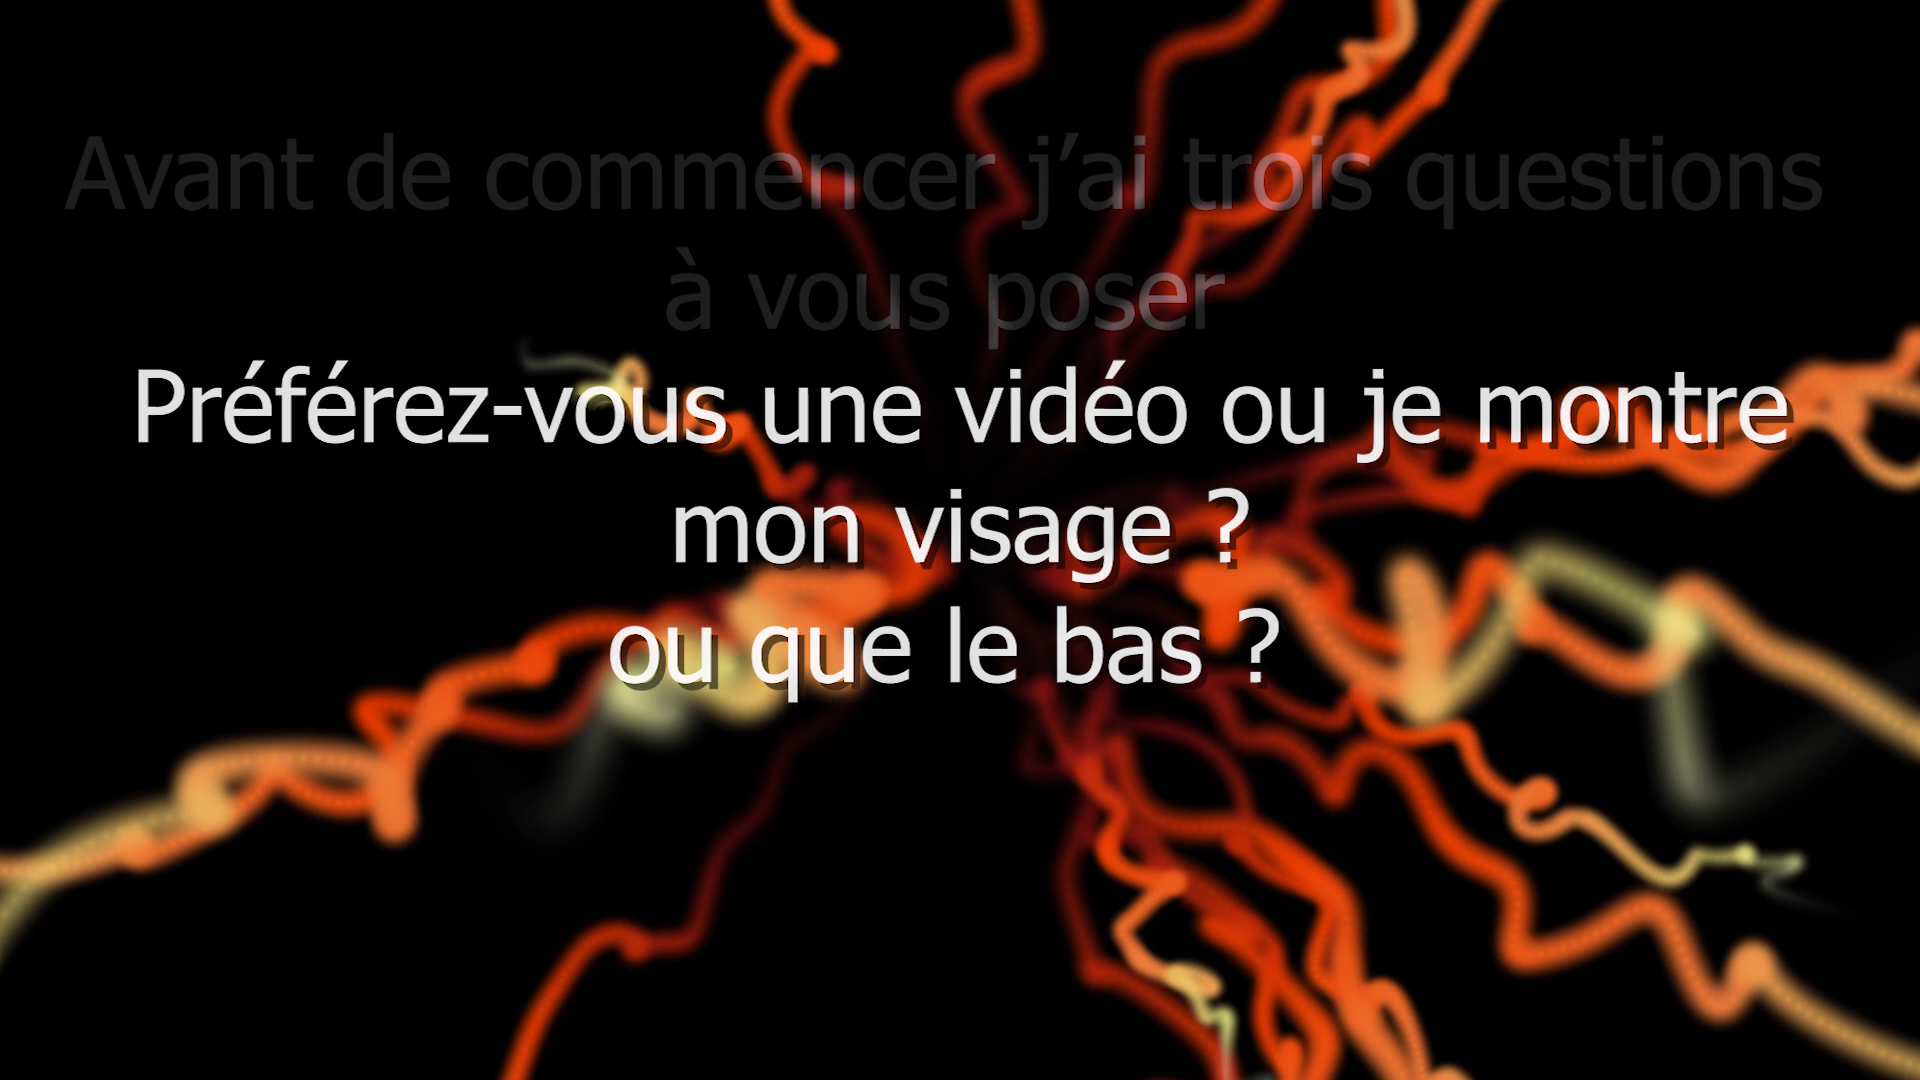 Avant de commencer j’ai trois questions
à vous poser
Préférez-vous une vidéo ou je montre
mon visage ?
ou que le bas ?